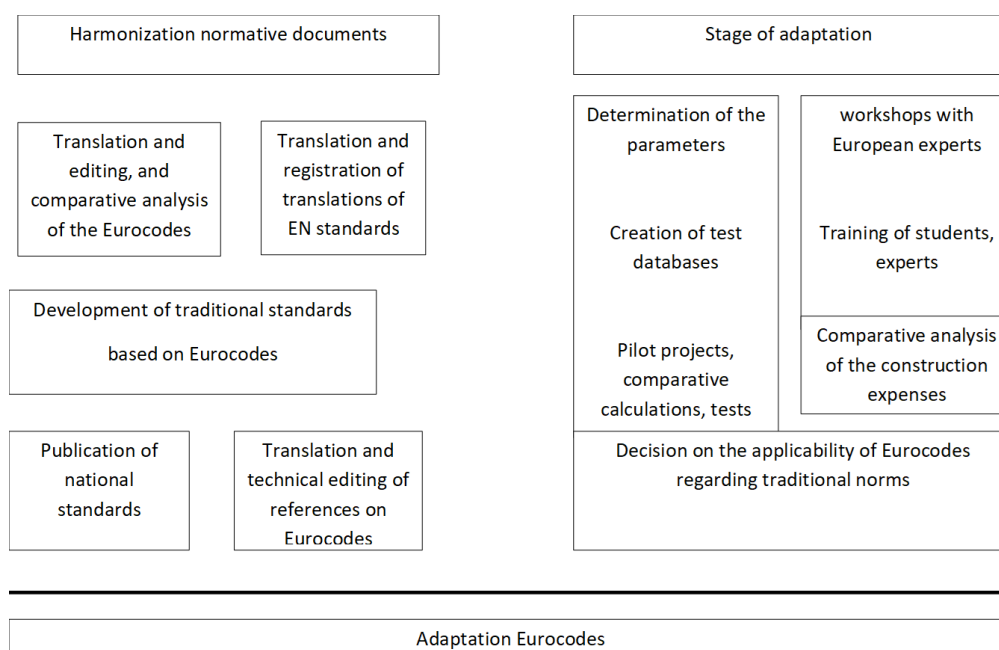 Harmonization normative documents
Stage of adaptation
Translation and
editing, and
comparative analysis
of the Eurocodes
Translation and
registration of
translations of
EN standards
Development of traditional standards
based on Eurocodes
Publication of
national
standards
Translation and
technical editing of
references on
Eurocodes
Determination of the
parameters
Creation of test
databases
Pilot projects,
comparative
calculations, tests
workshops with
European experts
Training of students,
experts
Comparative analysis
of the construction
expenses
Decision on the applicability of Eurocodes
regarding traditional norms
Adaptation Eurocodes